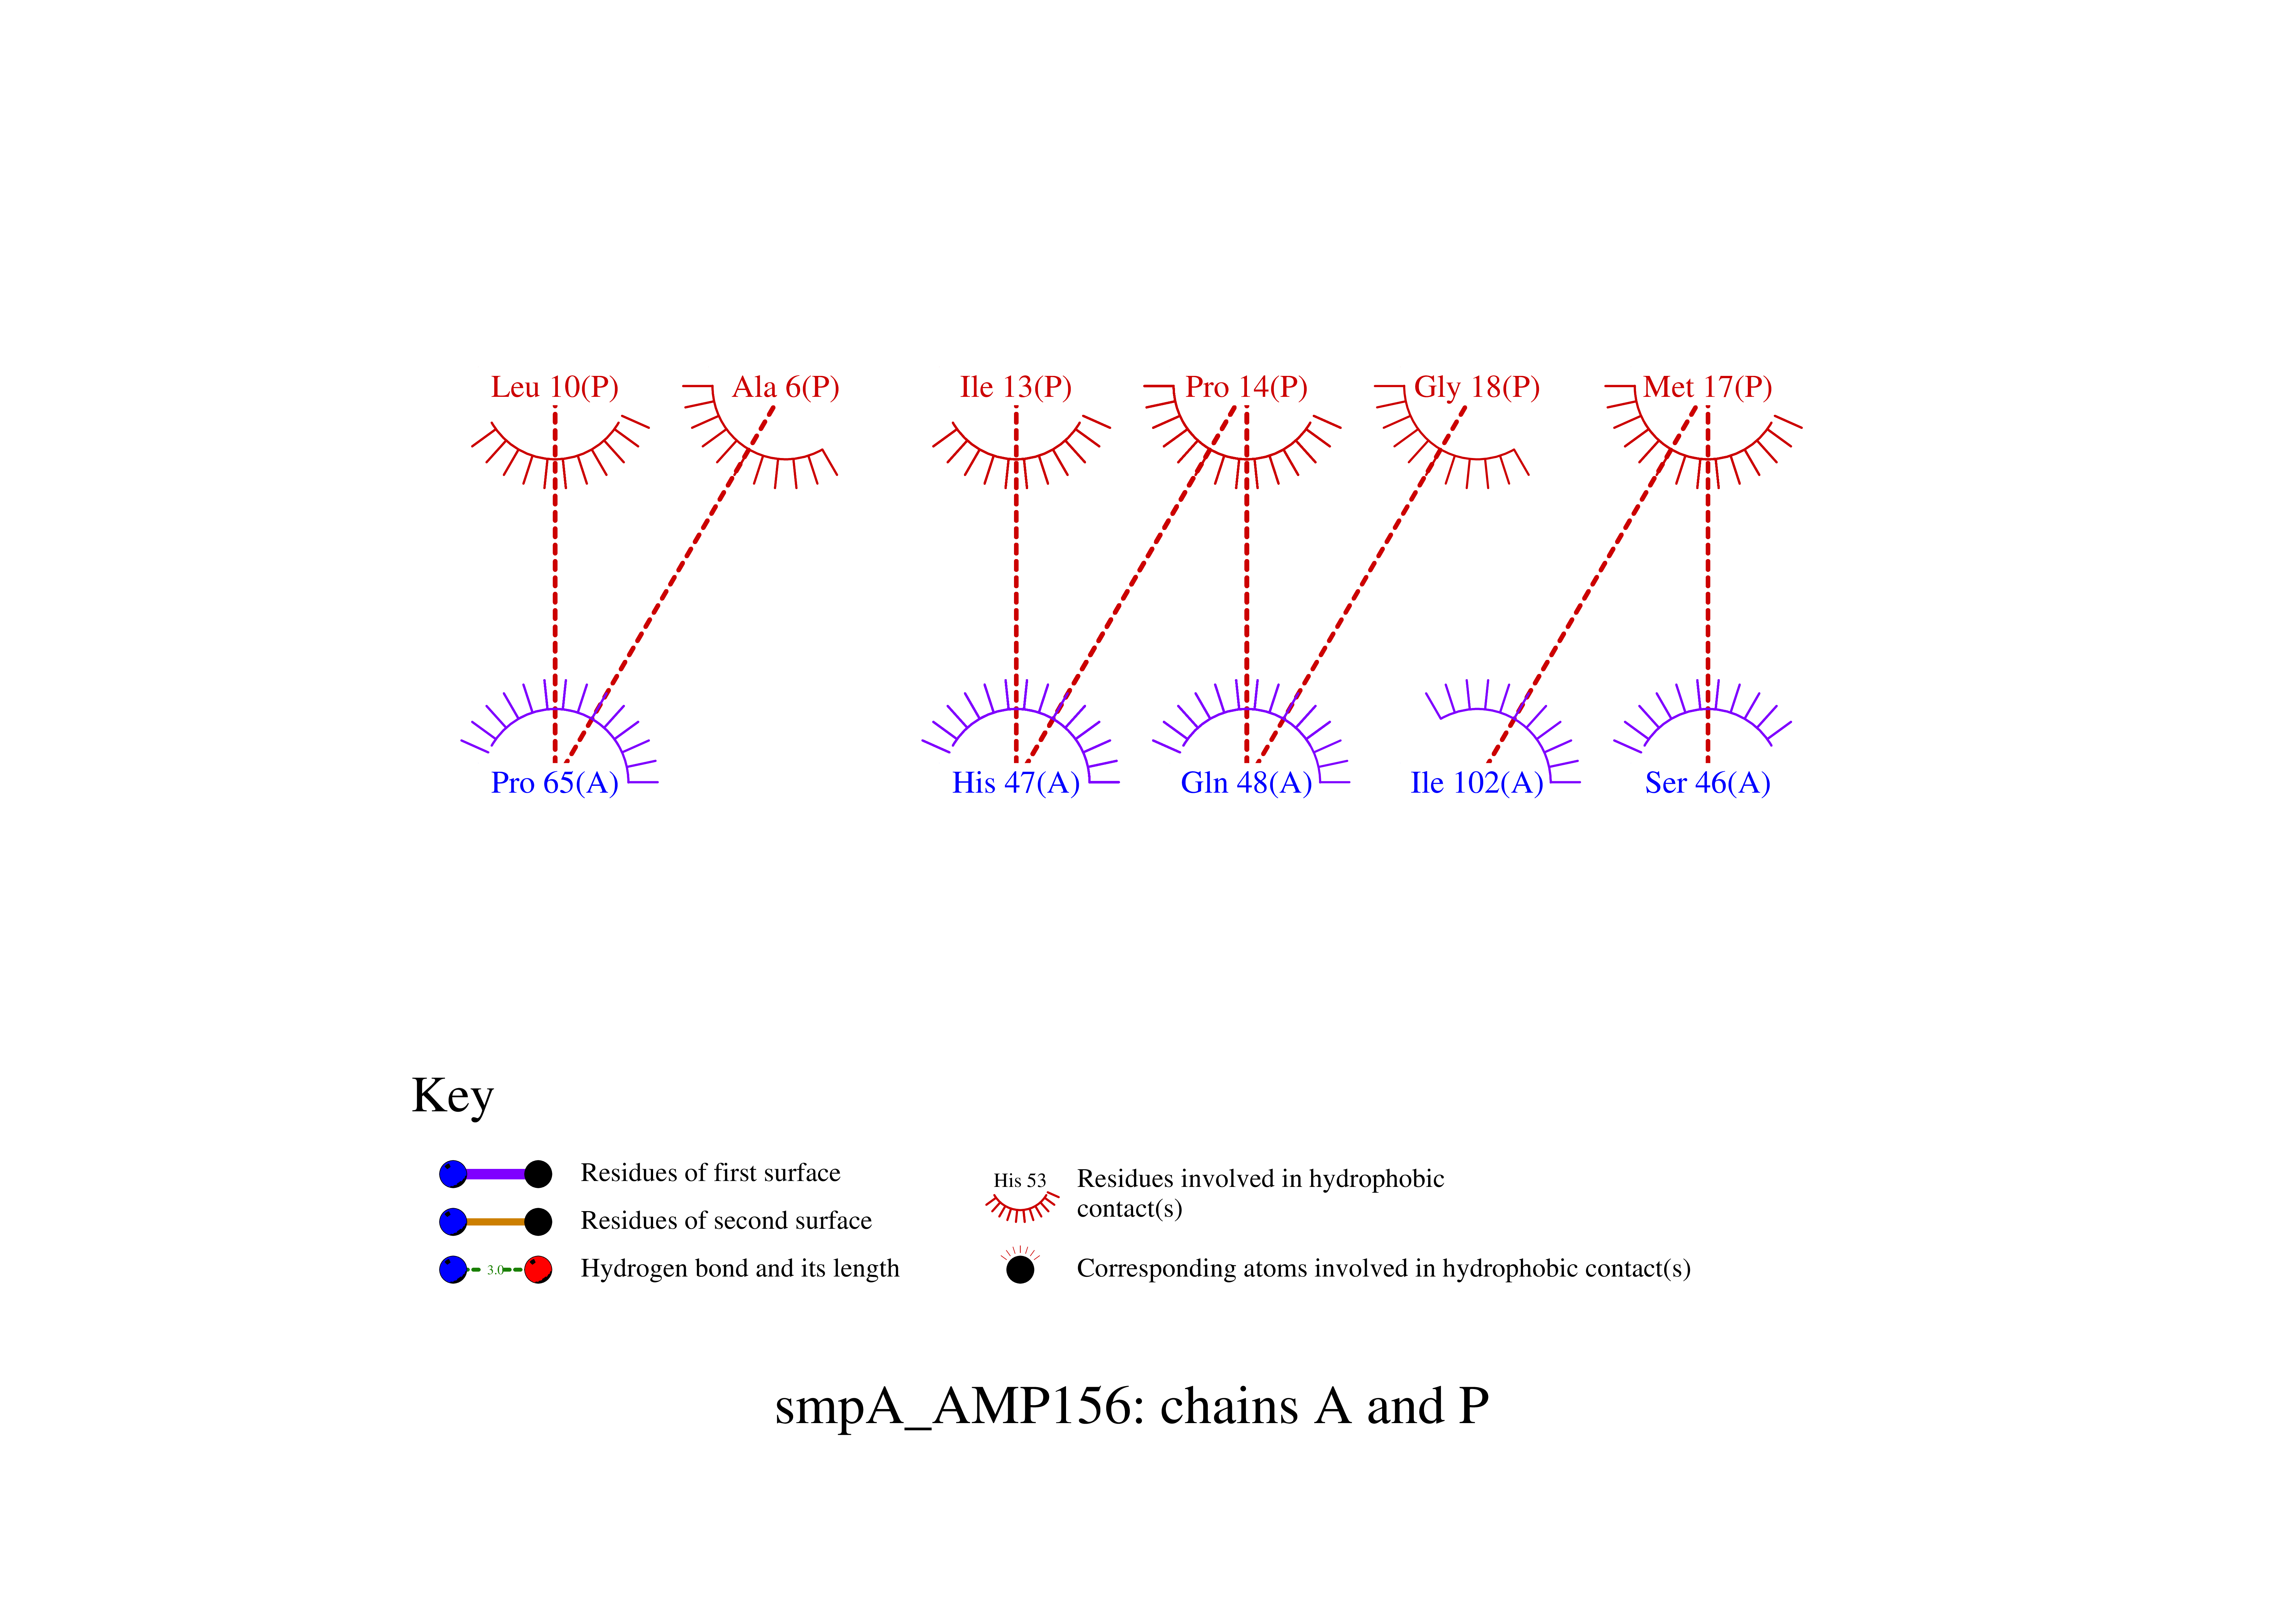 Leu 10(P) Ala 6(P) Ile 13(P) Pro 14(P) Gly 18(P) Met 17(P)
Pro 65(A) His 47(A) Gln 48(A) Ile 102(A) Ser 46(A)
Key
Residues of first surface
Residues of second surface
3.0 Hydrogen bond and its length
His 53 Residues involved in hydrophobic
contact(s)
Corresponding atoms involved in hydrophobic contact(s)
smpA_AMP156: chains A and P